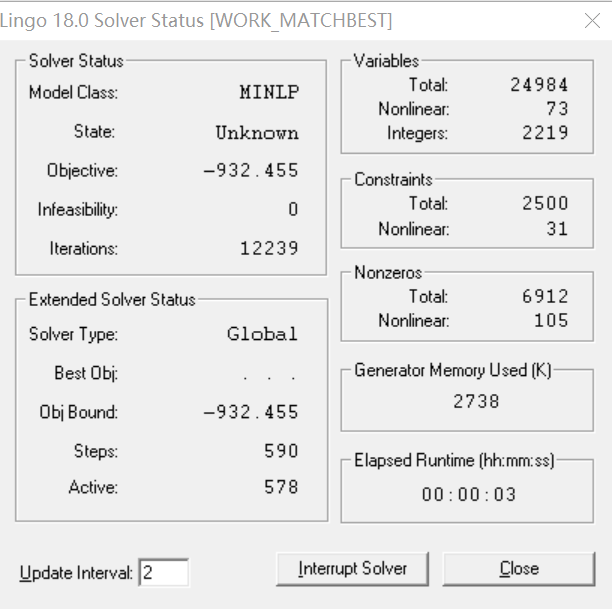 Lingo 18.0 Solver Status [WORK_MATCHBEST]
Solver Status
Model Class: MINLP
State: Unknown
Objective: -932.455
Infeasibility: 0
Iterations: 12239
Extended Solver Status
Solver Type: Global
Best Obj: . . .
Obj Bound: -932.455
Steps: 590
Active: 578
Variables
Total: 24984
Nonlinear: 73
Integers: 2219
Constraints
Total: 2500
Nonlinear: 31
Nonzeros
Total: 6912
Nonlinear: 105
Generator Memory Used (K)
2738
Elapsed Runtime (hh:mm:ss)
00:00:03
Update Interval: 2
Interrupt Solver
Close